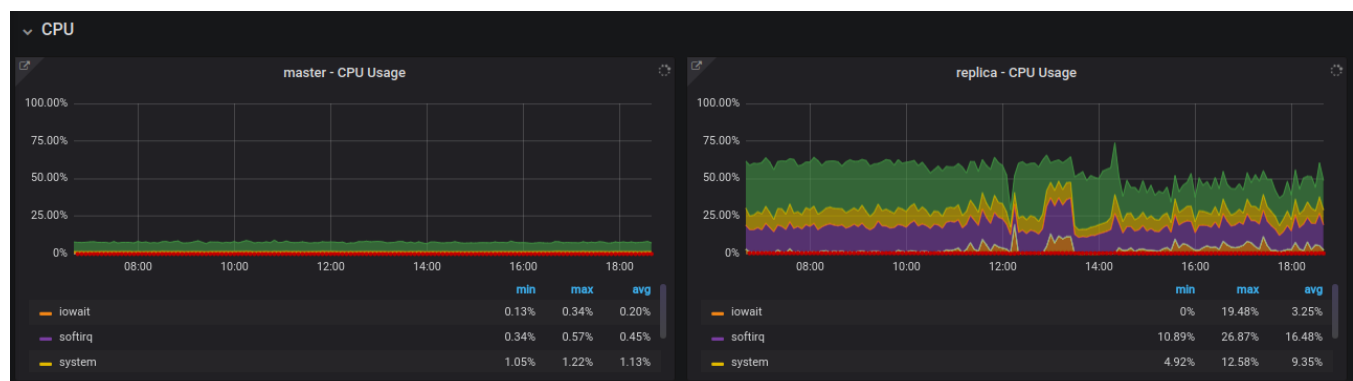 CPU
master - CPU Usage
100.00%
75.00%
50.00%
25.00%
0%
08:00 10:00 12:00 14:00 16:00 18:00
min max avg
iowait 0.13% 0.34% 0.20%
softirq 0.34% 0.57% 0.45%
system 1.05% 1.22% 1.13%
replica - CPU Usage
100.00%
75.00%
50.00%
25.00%
0%
08:00 10:00 12:00 14:00 16:00 18:00
min max avg
iowait 0% 19.48% 3.25%
softirq 10.89% 26.87% 16.48%
system 4.92% 12.58% 9.35%